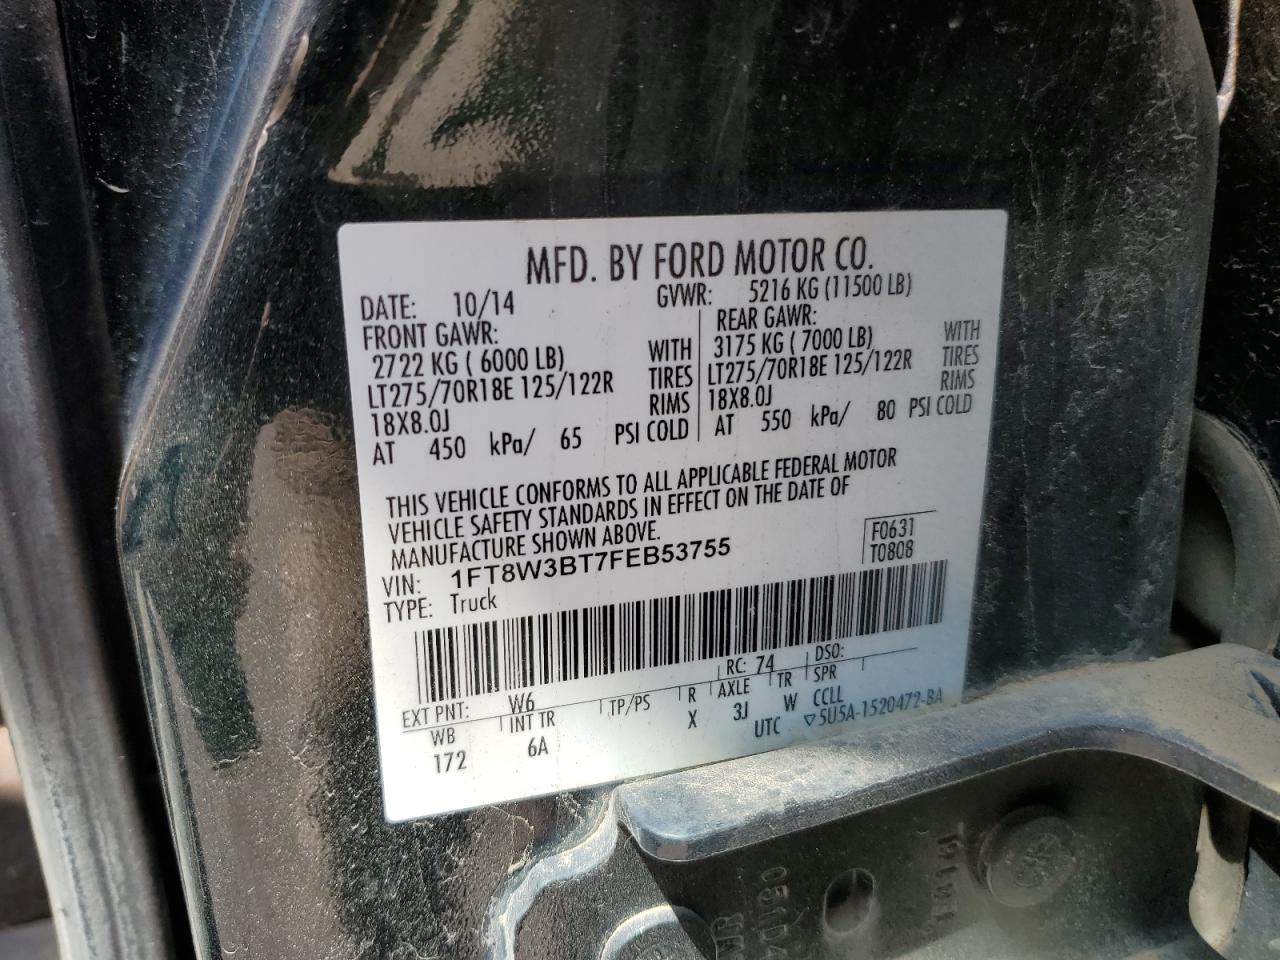 MFD. BY FORD MOTOR CO.
DATE: 10/14 GVWR: 5216 KG (11500 LB)
FRONT GAWR: REAR GAWR:
2722 KG ( 6000 LB) WITH 3175 KG ( 7000 LB) WITH
LT275/70R18E 125/122R TIRES LT275/70R18E 125/122R TIRES
18X8.0J RIMS 18X8.0J RIMS
AT 450 kPa/ 65 PSI COLD AT 550 kPa/ 80 PSI COLD
THIS VEHICLE CONFORMS TO ALL APPLICABLE FEDERAL MOTOR
VEHICLE SAFETY STANDARDS IN EFFECT ON THE DATE OF
MANUFACTURE SHOWN ABOVE.
F0631
VIN: 1FT8W3BT7FEB53755
T0808
TYPE: Truck
EXT PNT: W6 RC: 74 DSO:
WB INT TR TP/PS R AXLE TR SPR
172 6A X 3J W CCLL
UTC ▽5U5A-1520472-BA